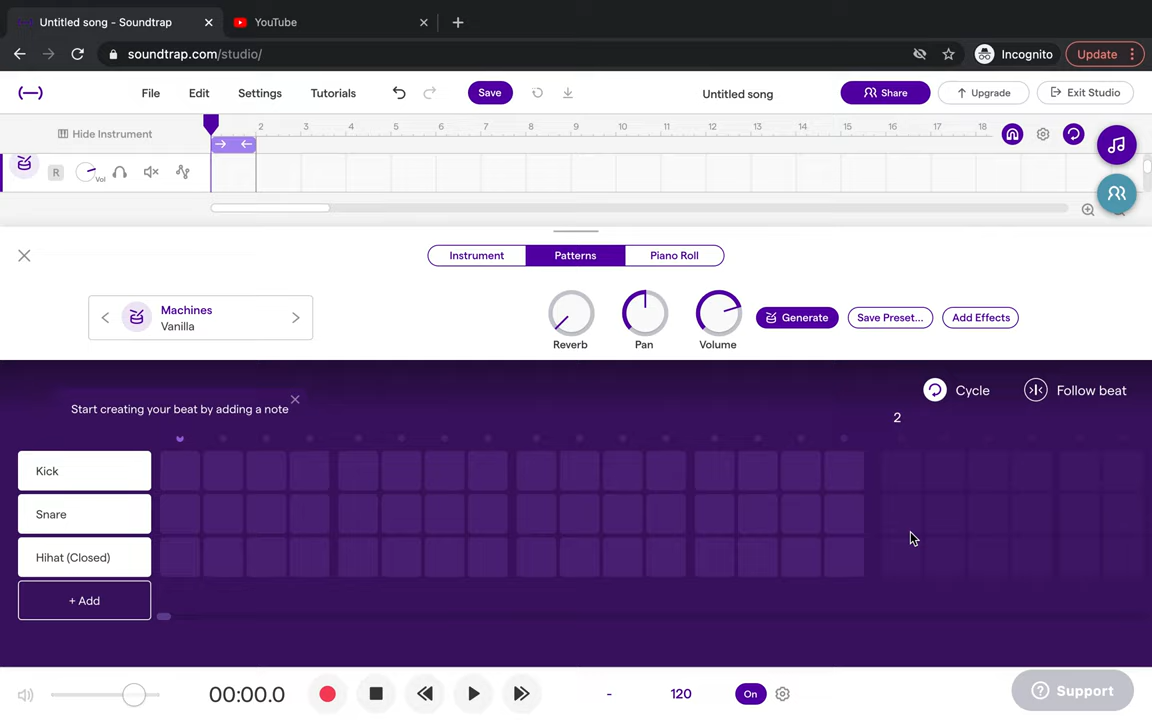 Untitled song - Soundtrap
YouTube
soundtrap.com/studio/
Incognito
Update
File
Edit
Settings
Tutorials
Save
Untitled song
Share
Upgrade
Exit Studio
Hide Instrument
2 3 4 5 6 7 8 9 10 11 12 13 14 15 16 17 18
R
Vol
Instrument
Patterns
Piano Roll
Machines
Vanilla
Reverb
Pan
Volume
Generate
Save Preset...
Add Effects
Start creating your beat by adding a note
Cycle
Follow beat
2
Kick
Snare
Hihat (Closed)
+ Add
00:00.0
-
120
On
Support